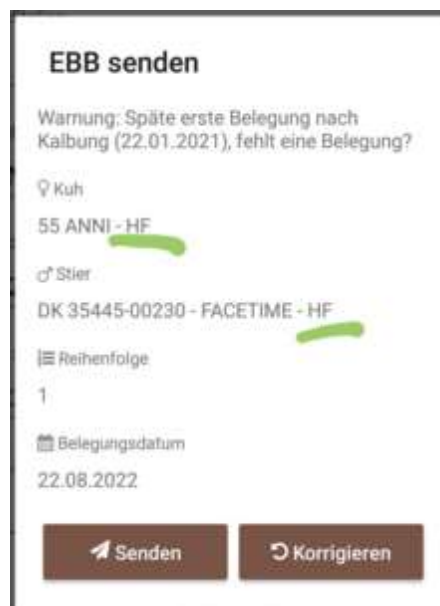 EBB senden
Warnung: Späte erste Belegung nach
Kalbung (22.01.2021), fehlt eine Belegung?
Kuh
55 ANNI - HF
Stier
DK 35445-00230 - FACETIME - HF
Reihenfolge
1
Belegungsdatum
22.08.2022
Senden Korrigieren